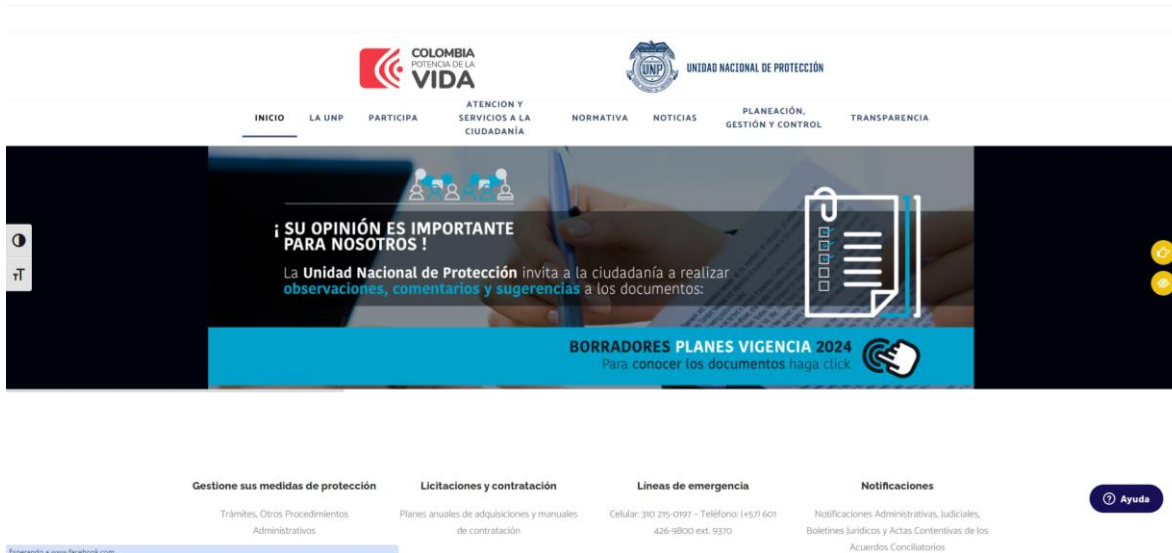 COLOMBIA
POTENCIA DE LA
VIDA
UNP
UNIDAD NACIONAL DE PROTECCIÓN
INICIO
LA UNP
PARTICIPA
ATENCION Y
SERVICIOS A LA
CIUDADANÍA
NORMATIVA
NOTICIAS
PLANEACIÓN,
GESTIÓN Y CONTROL
TRANSPARENCIA
¡ SU OPINIÓN ES IMPORTANTE
PARA NOSOTROS !
La Unidad Nacional de Protección invita a la ciudadanía a realizar
observaciones, comentarios y sugerencias a los documentos:
BORRADORES PLANES VIGENCIA 2024
Para conocer los documentos haga click
Gestione sus medidas de protección
Trámites, Otros Procedimientos
Administrativos
Licitaciones y contratación
Planes anuales de adquisiciones y manuales
de contratación
Líneas de emergencia
Celular: 310 215-0197 – Teléfono: (+57) 601
426-9800 ext. 9370
Notificaciones
Notificaciones Administrativas, Judiciales,
Boletines Jurídicos y Actas Contentivas de los
Acuerdos Conciliatorios
Ayuda
Esperando a www.facebook.com